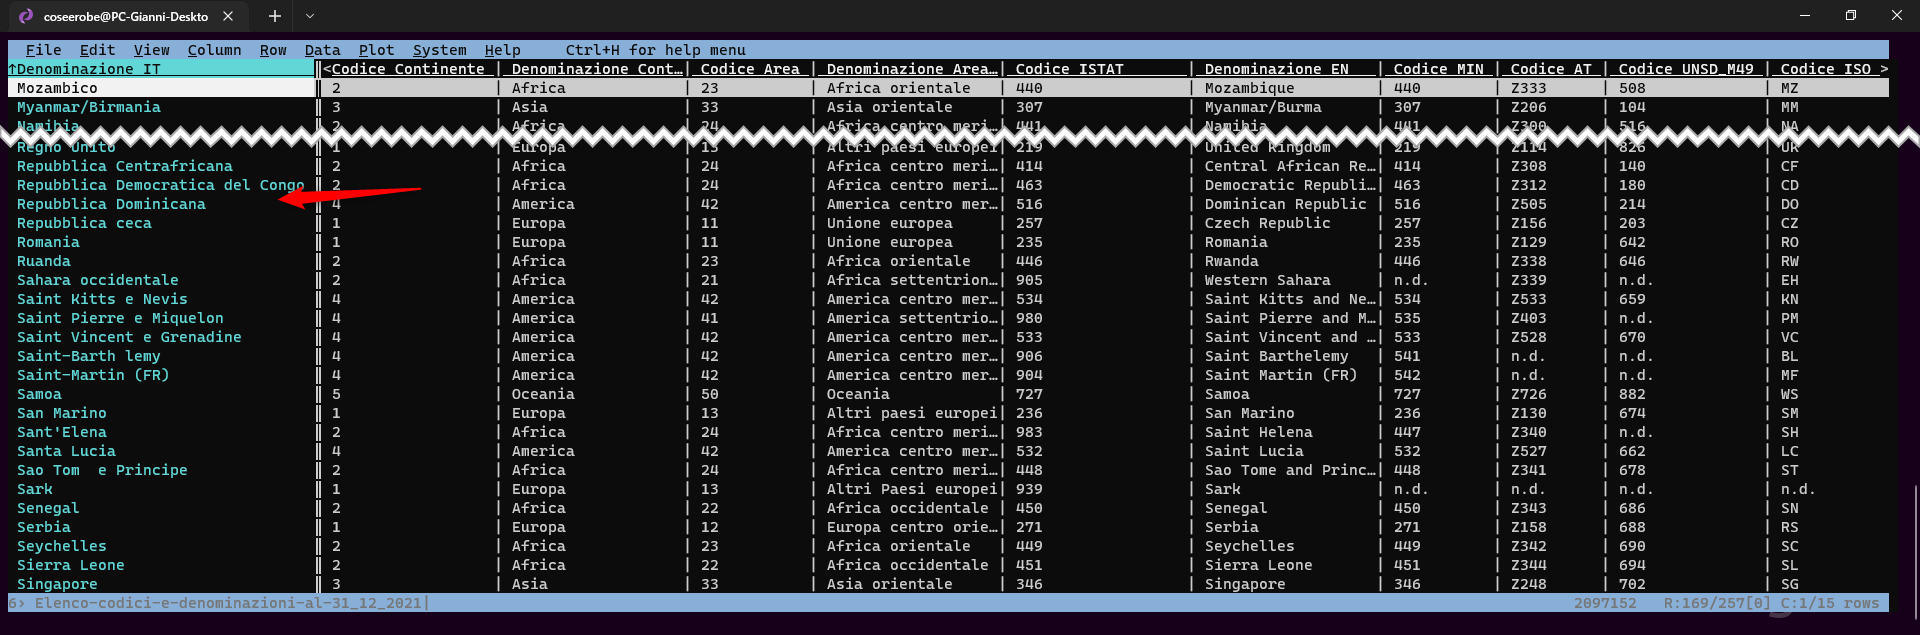 coseerobe@PC-Gianni-Deskto
File Edit View Column Row Data Plot System Help Ctrl+H for help menu
↑Denominazione IT ‖<Codice Continente | Denominazione Cont…| Codice Area | Denominazione Area…| Codice ISTAT | Denominazione EN | Codice MIN | Codice AT | Codice UNSD_M49 | Codice ISO >
Mozambico ‖ 2 | Africa | 23 | Africa orientale | 440 | Mozambique | 440 | Z333 | 508 | MZ
Myanmar/Birmania ‖ 3 | Asia | 33 | Asia orientale | 307 | Myanmar/Burma | 307 | Z206 | 104 | MM
Namibia ‖ 2 | Africa | 24 | Africa centro meri…| 441 | Namibia | 441 | Z300 | 516 | NA
Regno Unito ‖ 1 | Europa | 13 | Altri paesi europei| 219 | United Kingdom | 219 | Z114 | 826 | UK
Repubblica Centrafricana ‖ 2 | Africa | 24 | Africa centro meri…| 414 | Central African Re…| 414 | Z308 | 140 | CF
Repubblica Democratica del Congo ‖ 2 | Africa | 24 | Africa centro meri…| 463 | Democratic Republi…| 463 | Z312 | 180 | CD
Repubblica Dominicana ‖ 4 | America | 42 | America centro mer…| 516 | Dominican Republic | 516 | Z505 | 214 | DO
Repubblica ceca ‖ 1 | Europa | 11 | Unione europea | 257 | Czech Republic | 257 | Z156 | 203 | CZ
Romania ‖ 1 | Europa | 11 | Unione europea | 235 | Romania | 235 | Z129 | 642 | RO
Ruanda ‖ 2 | Africa | 23 | Africa orientale | 446 | Rwanda | 446 | Z338 | 646 | RW
Sahara occidentale ‖ 2 | Africa | 21 | Africa settentrion…| 905 | Western Sahara | n.d. | Z339 | n.d. | EH
Saint Kitts e Nevis ‖ 4 | America | 42 | America centro mer…| 534 | Saint Kitts and Ne…| 534 | Z533 | 659 | KN
Saint Pierre e Miquelon ‖ 4 | America | 41 | America settentrio…| 980 | Saint Pierre and M…| 535 | Z403 | n.d. | PM
Saint Vincent e Grenadine ‖ 4 | America | 42 | America centro mer…| 533 | Saint Vincent and …| 533 | Z528 | 670 | VC
Saint-Barth lemy ‖ 4 | America | 42 | America centro mer…| 906 | Saint Barthelemy | 541 | n.d. | n.d. | BL
Saint-Martin (FR) ‖ 4 | America | 42 | America centro mer…| 904 | Saint Martin (FR) | 542 | n.d. | n.d. | MF
Samoa ‖ 5 | Oceania | 50 | Oceania | 727 | Samoa | 727 | Z726 | 882 | WS
San Marino ‖ 1 | Europa | 13 | Altri paesi europei| 236 | San Marino | 236 | Z130 | 674 | SM
Sant'Elena ‖ 2 | Africa | 24 | Africa centro meri…| 983 | Saint Helena | 447 | Z340 | n.d. | SH
Santa Lucia ‖ 4 | America | 42 | America centro mer…| 532 | Saint Lucia | 532 | Z527 | 662 | LC
Sao Tom  e Principe ‖ 2 | Africa | 24 | Africa centro meri…| 448 | Sao Tome and Princ…| 448 | Z341 | 678 | ST
Sark ‖ 1 | Europa | 13 | Altri Paesi europei| 939 | Sark | n.d. | n.d. | n.d. | n.d.
Senegal ‖ 2 | Africa | 22 | Africa occidentale | 450 | Senegal | 450 | Z343 | 686 | SN
Serbia ‖ 1 | Europa | 12 | Europa centro orie…| 271 | Serbia | 271 | Z158 | 688 | RS
Seychelles ‖ 2 | Africa | 23 | Africa orientale | 449 | Seychelles | 449 | Z342 | 690 | SC
Sierra Leone ‖ 2 | Africa | 22 | Africa occidentale | 451 | Sierra Leone | 451 | Z344 | 694 | SL
Singapore ‖ 3 | Asia | 33 | Asia orientale | 346 | Singapore | 346 | Z248 | 702 | SG
6› Elenco-codici-e-denominazioni-al-31_12_2021| 2097152 R:169/257[0] C:1/15 rows